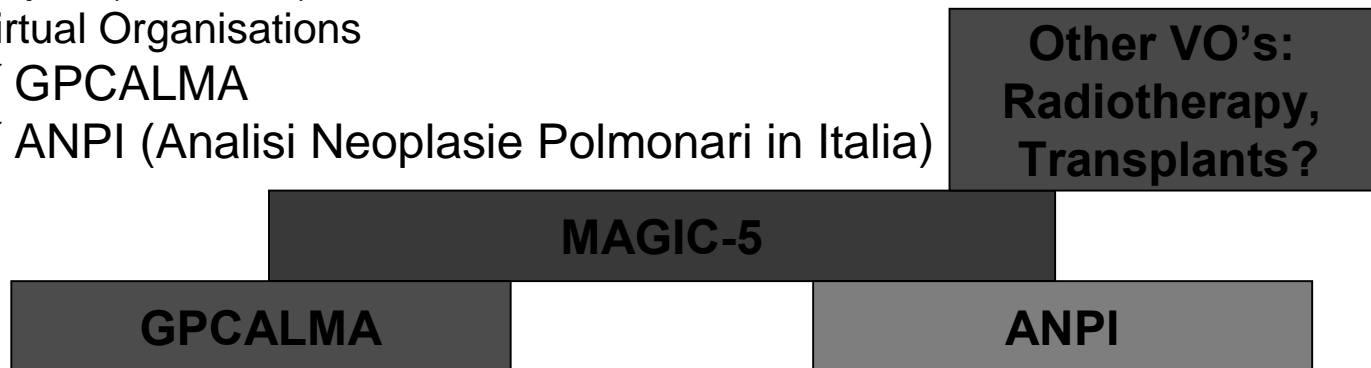 irtual Organisations
GPCALMA
ANPI (Analisi Neoplasie Polmonari in Italia)
Other VO’s:
Radiotherapy,
Transplants?
MAGIC-5
GPCALMA
ANPI